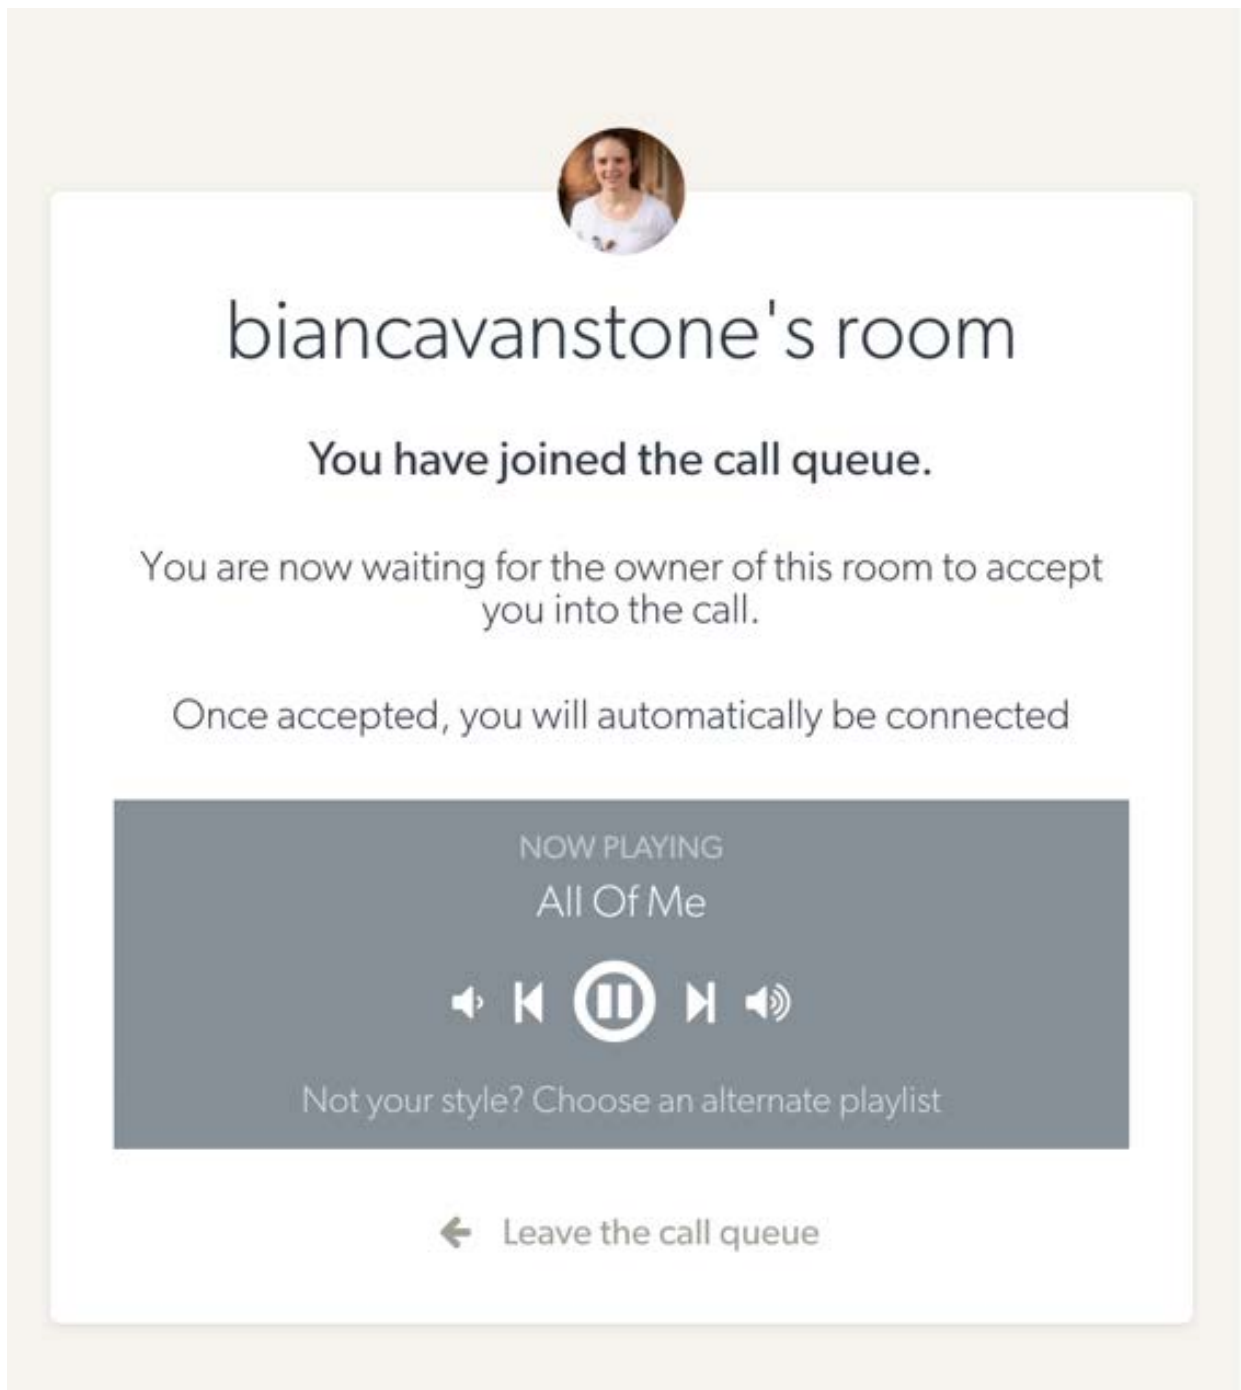 biancavanstone's room
You have joined the call queue.
You are now waiting for the owner of this room to accept
you into the call.
Once accepted, you will automatically be connected
NOW PLAYING
All Of Me
Not your style? Choose an alternate playlist
Leave the call queue